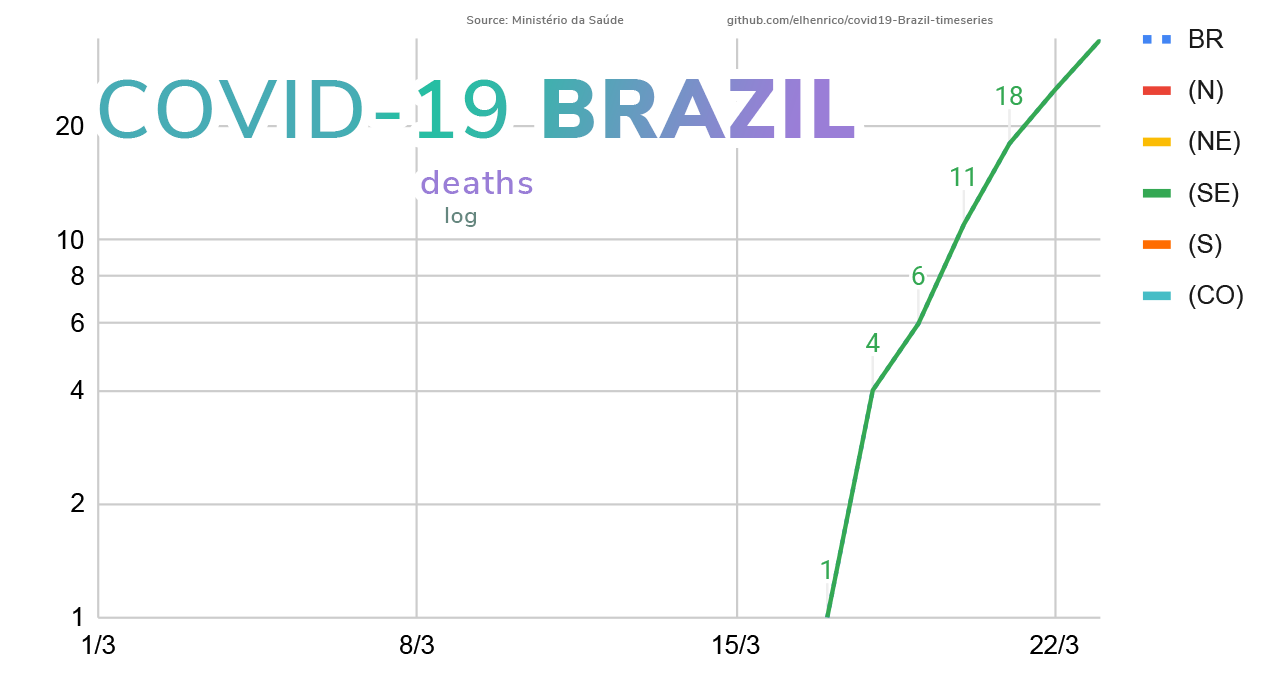 Source: Ministério da Saúde github.com/elhenrico/covid19-Brazil-timeseries
COVID-19 BRAZIL
deaths
log
20
10
8
6
4
2
1
1/3 8/3 15/3 22/3
1
4
6
11
18
BR
(N)
(NE)
(SE)
(S)
(CO)